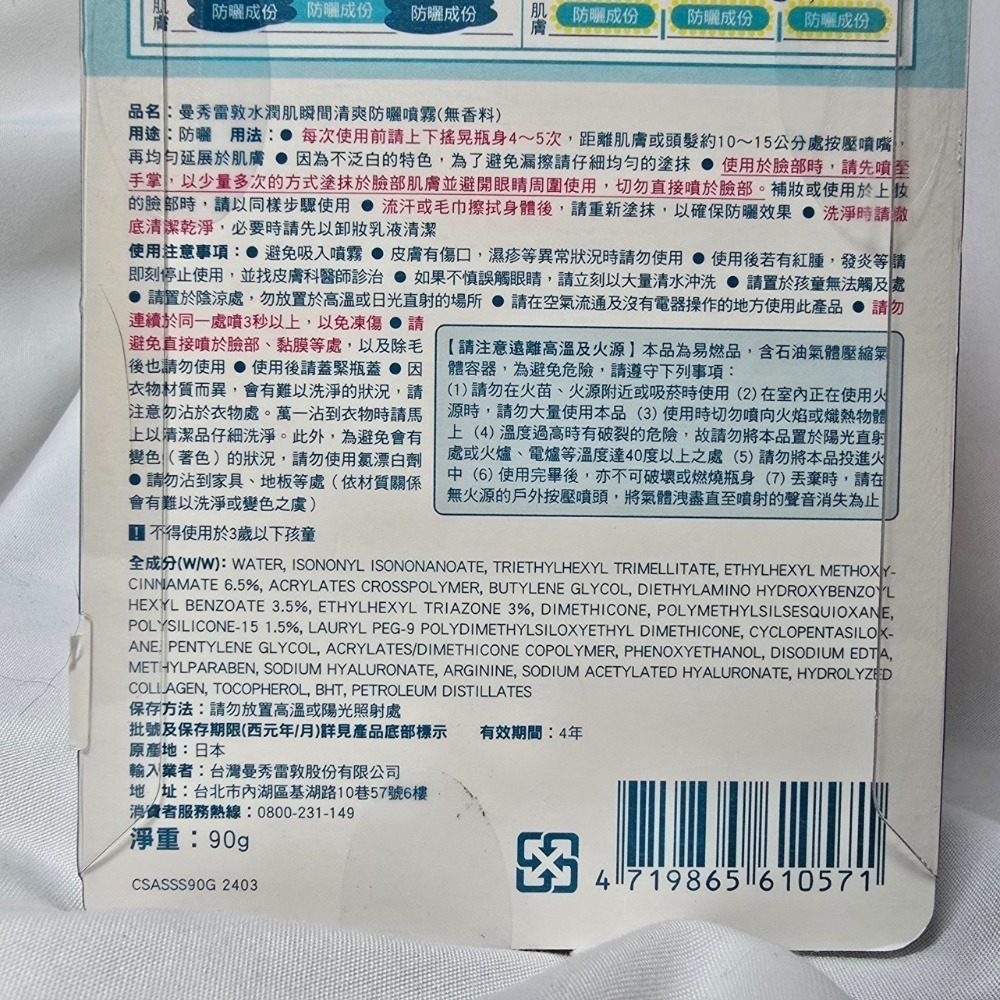 肌膚 防曬成份 防曬成份 防曬成份 肌膚 防曬成份 防曬成份 防曬成份
品名：曼秀雷敦水潤肌瞬間清爽防曬噴霧(無香料)
用途：防曬 用法：● 每次使用前請上下搖晃瓶身4～5次，距離肌膚或頭髮約10～15公分處按壓噴嘴，
再均勻延展於肌膚 ● 因為不泛白的特色，為了避免漏擦請仔細均勻的塗抹 ● 使用於臉部時，請先噴至
手掌，以少量多次的方式塗抹於臉部肌膚並避開眼睛周圍使用，切勿直接噴於臉部。補妝或使用於上妝
的臉部時，請以同樣步驟使用 ● 流汗或毛巾擦拭身體後，請重新塗抹，以確保防曬效果 ● 洗淨時請徹
底清潔乾淨，必要時請先以卸妝乳液清潔
使用注意事項：● 避免吸入噴霧 ● 皮膚有傷口，濕疹等異常狀況時請勿使用 ● 使用後若有紅腫，發炎等請
即刻停止使用，並找皮膚科醫師診治 ● 如果不慎誤觸眼睛，請立刻以大量清水沖洗 ● 請置於孩童無法觸及處
● 請置於陰涼處，勿放置於高溫或日光直射的場所 ● 請在空氣流通及沒有電器操作的地方使用此產品 ● 請勿
連續於同一處噴3秒以上，以免凍傷 ● 請
避免直接噴於臉部、黏膜等處，以及除毛
後也請勿使用 ● 使用後請蓋緊瓶蓋 ● 因
衣物材質而異，會有難以洗淨的狀況，請
注意勿沾於衣物處。萬一沾到衣物時請馬
上以清潔品仔細洗淨。此外，為避免會有
變色（著色）的狀況，請勿使用氯漂白劑
● 請勿沾到家具、地板等處（依材質關係
會有難以洗淨或變色之虞）
【請注意遠離高溫及火源】本品為易燃品，含石油氣體壓縮氣
體容器，為避免危險，請遵守下列事項：
(1) 請勿在火苗、火源附近或吸菸時使用 (2) 在室內正在使用火
源時，請勿大量使用本品 (3) 使用時切勿噴向火焰或熾熱物體
上 (4) 溫度過高時有破裂的危險，故請勿將本品置於陽光直射
處或火爐、電爐等溫度達40度以上之處 (5) 請勿將本品投進火
中 (6) 使用完畢後，亦不可破壞或燃燒瓶身 (7) 丟棄時，請在
無火源的戶外按壓噴頭，將氣體洩盡直至噴射的聲音消失為止
! 不得使用於3歲以下孩童
全成分(W/W)：WATER, ISONONYL ISONONANOATE, TRIETHYLHEXYL TRIMELLITATE, ETHYLHEXYL METHOXY-
CINNAMATE 6.5%, ACRYLATES CROSSPOLYMER, BUTYLENE GLYCOL, DIETHYLAMINO HYDROXYBENZOYL
HEXYL BENZOATE 3.5%, ETHYLHEXYL TRIAZONE 3%, DIMETHICONE, POLYMETHYLSILSESQUIOXANE,
POLYSILICONE-15 1.5%, LAURYL PEG-9 POLYDIMETHYLSILOXYETHYL DIMETHICONE, CYCLOPENTASILOX-
ANE, PENTYLENE GLYCOL, ACRYLATES/DIMETHICONE COPOLYMER, PHENOXYETHANOL, DISODIUM EDTA,
METHYLPARABEN, SODIUM HYALURONATE, ARGININE, SODIUM ACETYLATED HYALURONATE, HYDROLYZED
COLLAGEN, TOCOPHEROL, BHT, PETROLEUM DISTILLATES
保存方法：請勿放置高溫或陽光照射處
批號及保存期限(西元年/月)詳見產品底部標示 有效期間：4年
原產地：日本
輸入業者：台灣曼秀雷敦股份有限公司
地 址：台北市內湖區基湖路10巷57號6樓
消費者服務熱線：0800-231-149
淨重：90g
CSASSS90G 2403
4 719865 610571